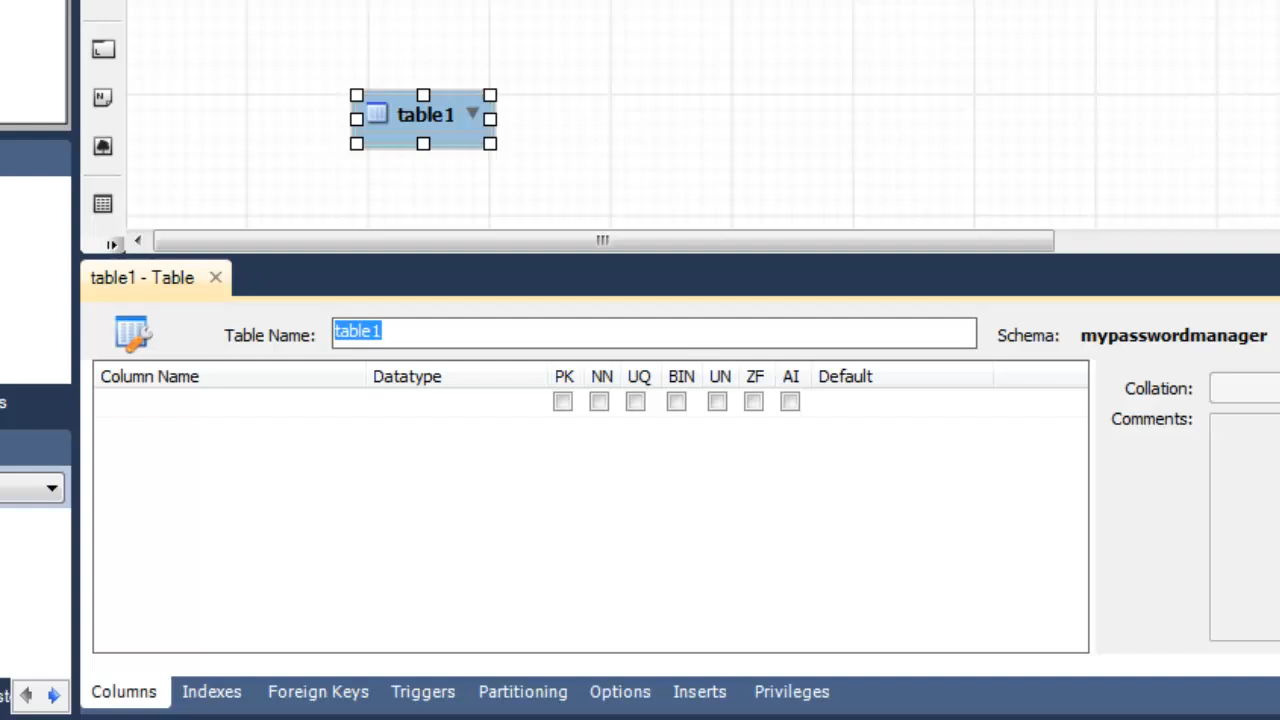 table1
table1 - Table
Table Name: table1 Schema: mypasswordmanager
Column Name Datatype PK NN UQ BIN UN ZF AI Default
Collation:
Comments:
Columns Indexes Foreign Keys Triggers Partitioning Options Inserts Privileges